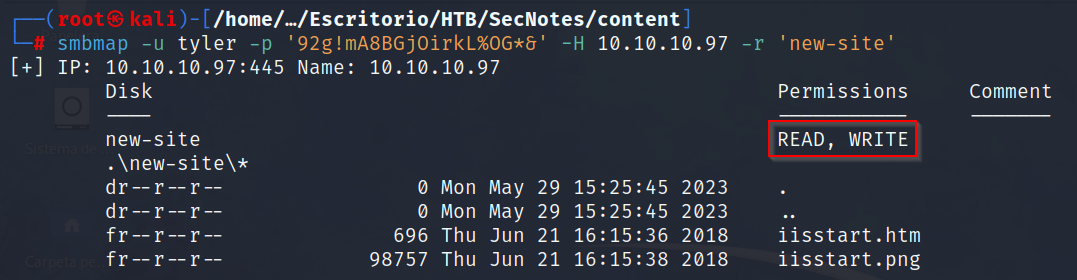 ┌──(root㉿kali)-[/home/…/Escritorio/HTB/SecNotes/content]
└─# smbmap -u tyler -p '92g!mA8BGjOirkL%OG*&' -H 10.10.10.97 -r 'new-site'
[+] IP: 10.10.10.97:445 Name: 10.10.10.97
Disk Permissions Comment
---- ----------- -------
new-site READ, WRITE
.\new-site\*
dr--r--r-- 0 Mon May 29 15:25:45 2023 .
dr--r--r-- 0 Mon May 29 15:25:45 2023 ..
fr--r--r-- 696 Thu Jun 21 16:15:36 2018 iisstart.htm
fr--r--r-- 98757 Thu Jun 21 16:15:38 2018 iisstart.png
Sistema de
Carpeta pe